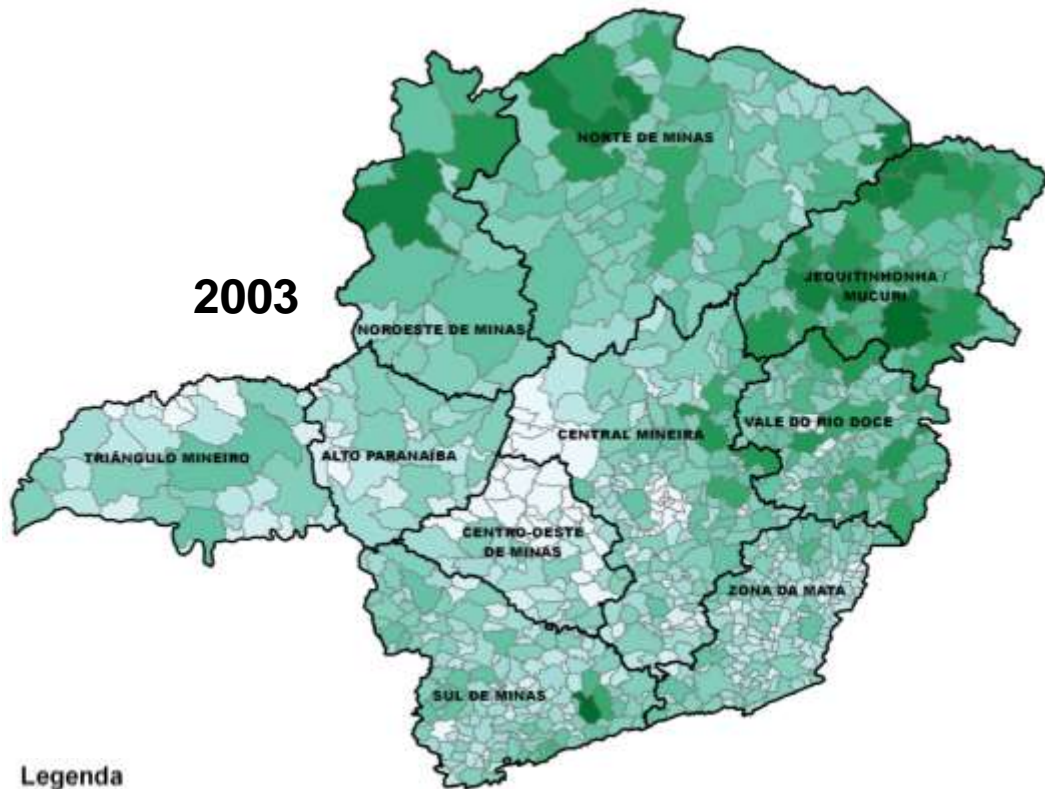 NORTE DE MINAS
JEQUITINHONHA /
MUCURI
2003
NOROESTE DE MINAS
VALE DO RIO DOCE
CENTRAL MINEIRA
TRIÂNGULO MINEIRO
ALTO PARANAÍBA
CENTRO-OESTE
DE MINAS
ZONA DA MATA
SUL DE MINAS
Legenda